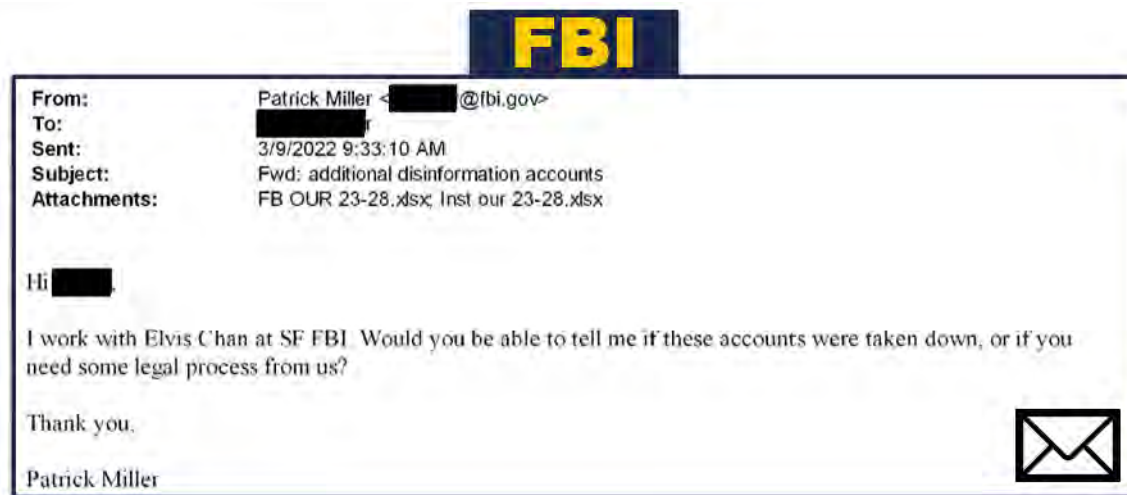 FBI
From: Patrick Miller < @fbi.gov>
To:
Sent: 3/9/2022 9:33:10 AM
Subject: Fwd: additional disinformation accounts
Attachments: FB OUR 23-28.xlsx; Inst our 23-28.xlsx
Hi ,
I work with Elvis Chan at SF FBI. Would you be able to tell me if these accounts were taken down, or if you
need some legal process from us?
Thank you,
Patrick Miller